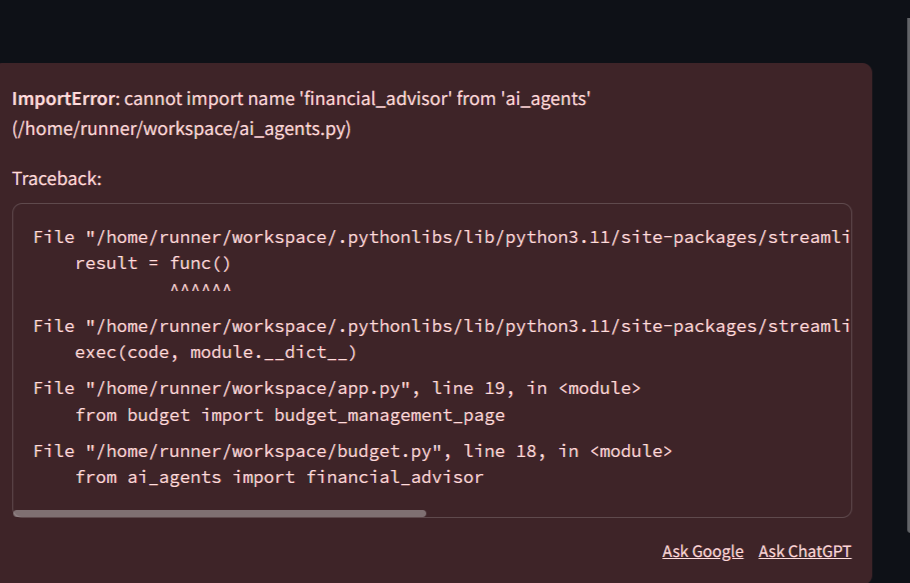 ImportError: cannot import name 'financial_advisor' from 'ai_agents'
(/home/runner/workspace/ai_agents.py)
Traceback:
File "/home/runner/workspace/.pythonlibs/lib/python3.11/site-packages/streamli
result = func()
^^^^^^
File "/home/runner/workspace/.pythonlibs/lib/python3.11/site-packages/streamli
exec(code, module.__dict__)
File "/home/runner/workspace/app.py", line 19, in <module>
from budget import budget_management_page
File "/home/runner/workspace/budget.py", line 18, in <module>
from ai_agents import financial_advisor
Ask Google Ask ChatGPT